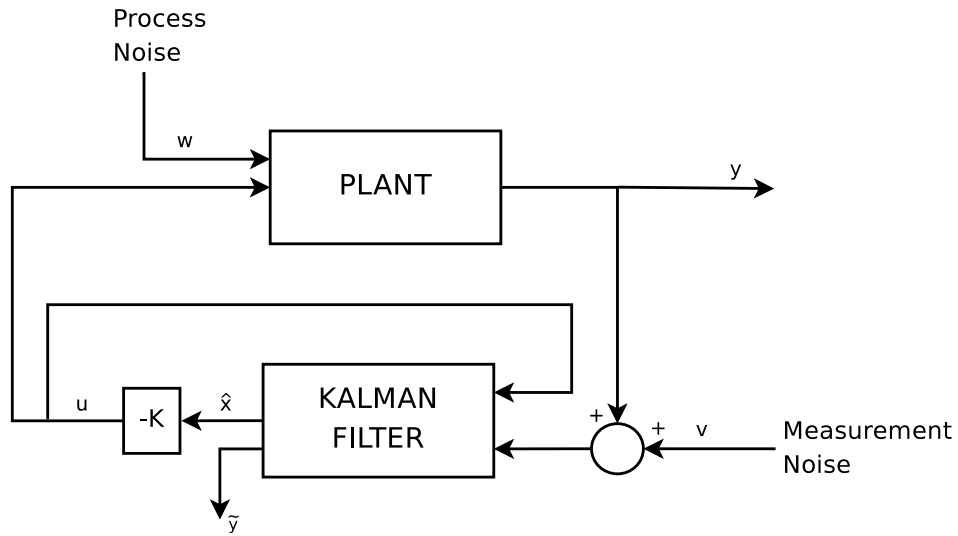 Process
Noise
w
PLANT
y
u
-K
x̂
KALMAN
FILTER
ỹ
+
+
v
Measurement
Noise